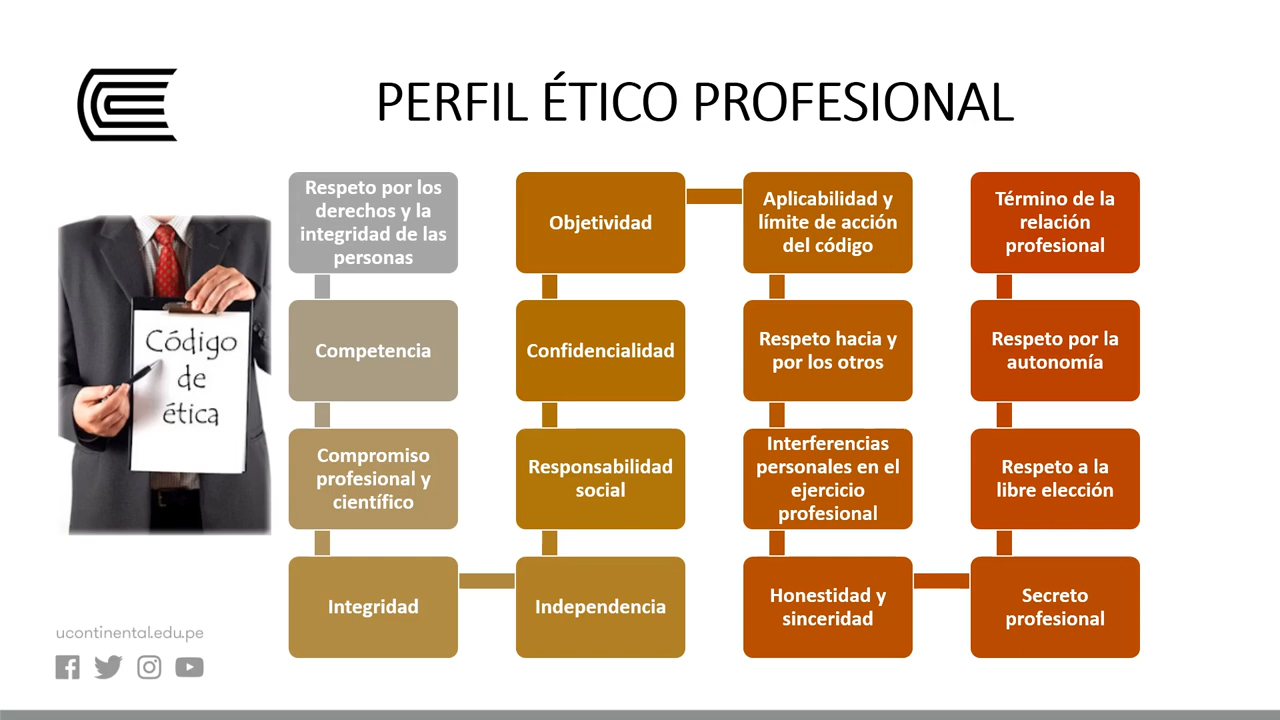 PERFIL ÉTICO PROFESIONAL
Respeto por los
derechos y la
integridad de las
personas
Competencia
Compromiso
profesional y
científico
Integridad
Independencia
Responsabilidad
social
Confidencialidad
Objetividad
Aplicabilidad y
límite de acción
del código
Respeto hacia y
por los otros
Interferencias
personales en el
ejercicio
profesional
Honestidad y
sinceridad
Secreto
profesional
Respeto a la
libre elección
Respeto por la
autonomía
Término de la
relación
profesional
Código
de
ética
ucontinental.edu.pe